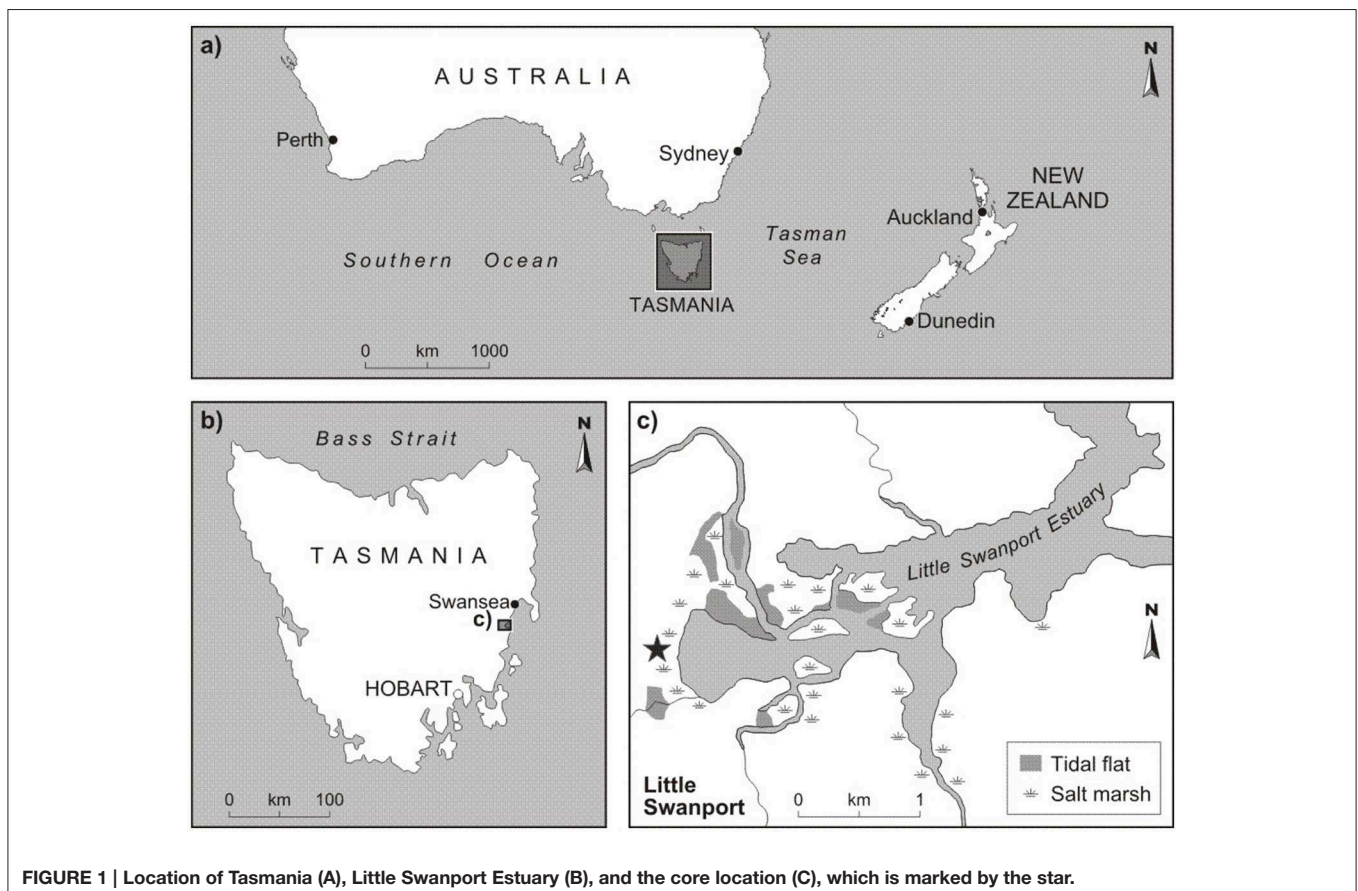 a)
N
AUSTRALIA
Perth
Sydney
NEW
ZEALAND
Auckland
Tasman
Sea
Southern Ocean
TASMANIA
Dunedin
0 km 1000
b)
N
Bass Strait
TASMANIA
Swansea
c)
HOBART
0 km 100
c)
Little Swanport Estuary
N
Little
Swanport
0 km 1
Tidal flat
Salt marsh
FIGURE 1 | Location of Tasmania (A), Little Swanport Estuary (B), and the core location (C), which is marked by the star.